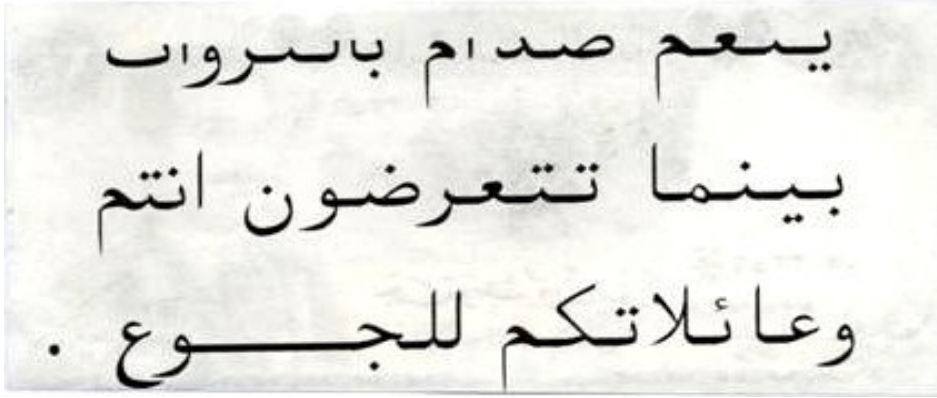 ينعم صدام بالثروات
بينما تتعرضون انتم
وعائلاتكم للجوع .